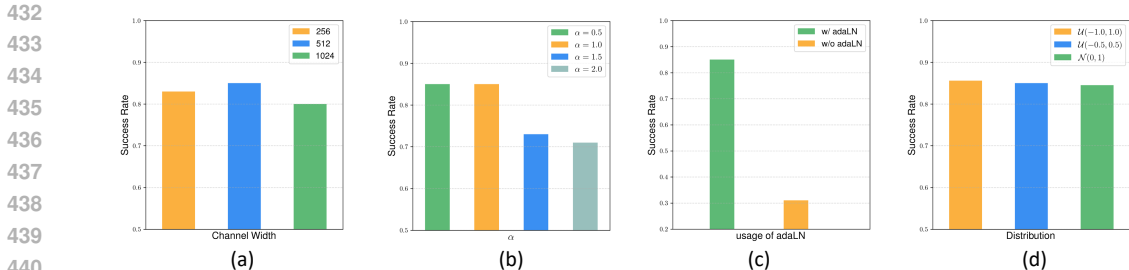 432
433
434
435
436
437
438
439
440
1.0
0.9
0.8
0.7
0.6
0.5
Success Rate
256
512
1024
Channel Width
(a)
1.0
0.9
0.8
0.7
0.6
0.5
Success Rate
α = 0.5
α = 1.0
α = 1.5
α = 2.0
α
(b)
1.0
0.9
0.8
0.7
0.6
0.5
0.4
0.3
0.2
Success Rate
w/ adaLN
w/o adaLN
usage of adaLN
(c)
1.0
0.9
0.8
0.7
0.6
0.5
Success Rate
𝒰(−1.0, 1.0)
𝒰(−0.5, 0.5)
𝒩(0, 1)
Distribution
(d)